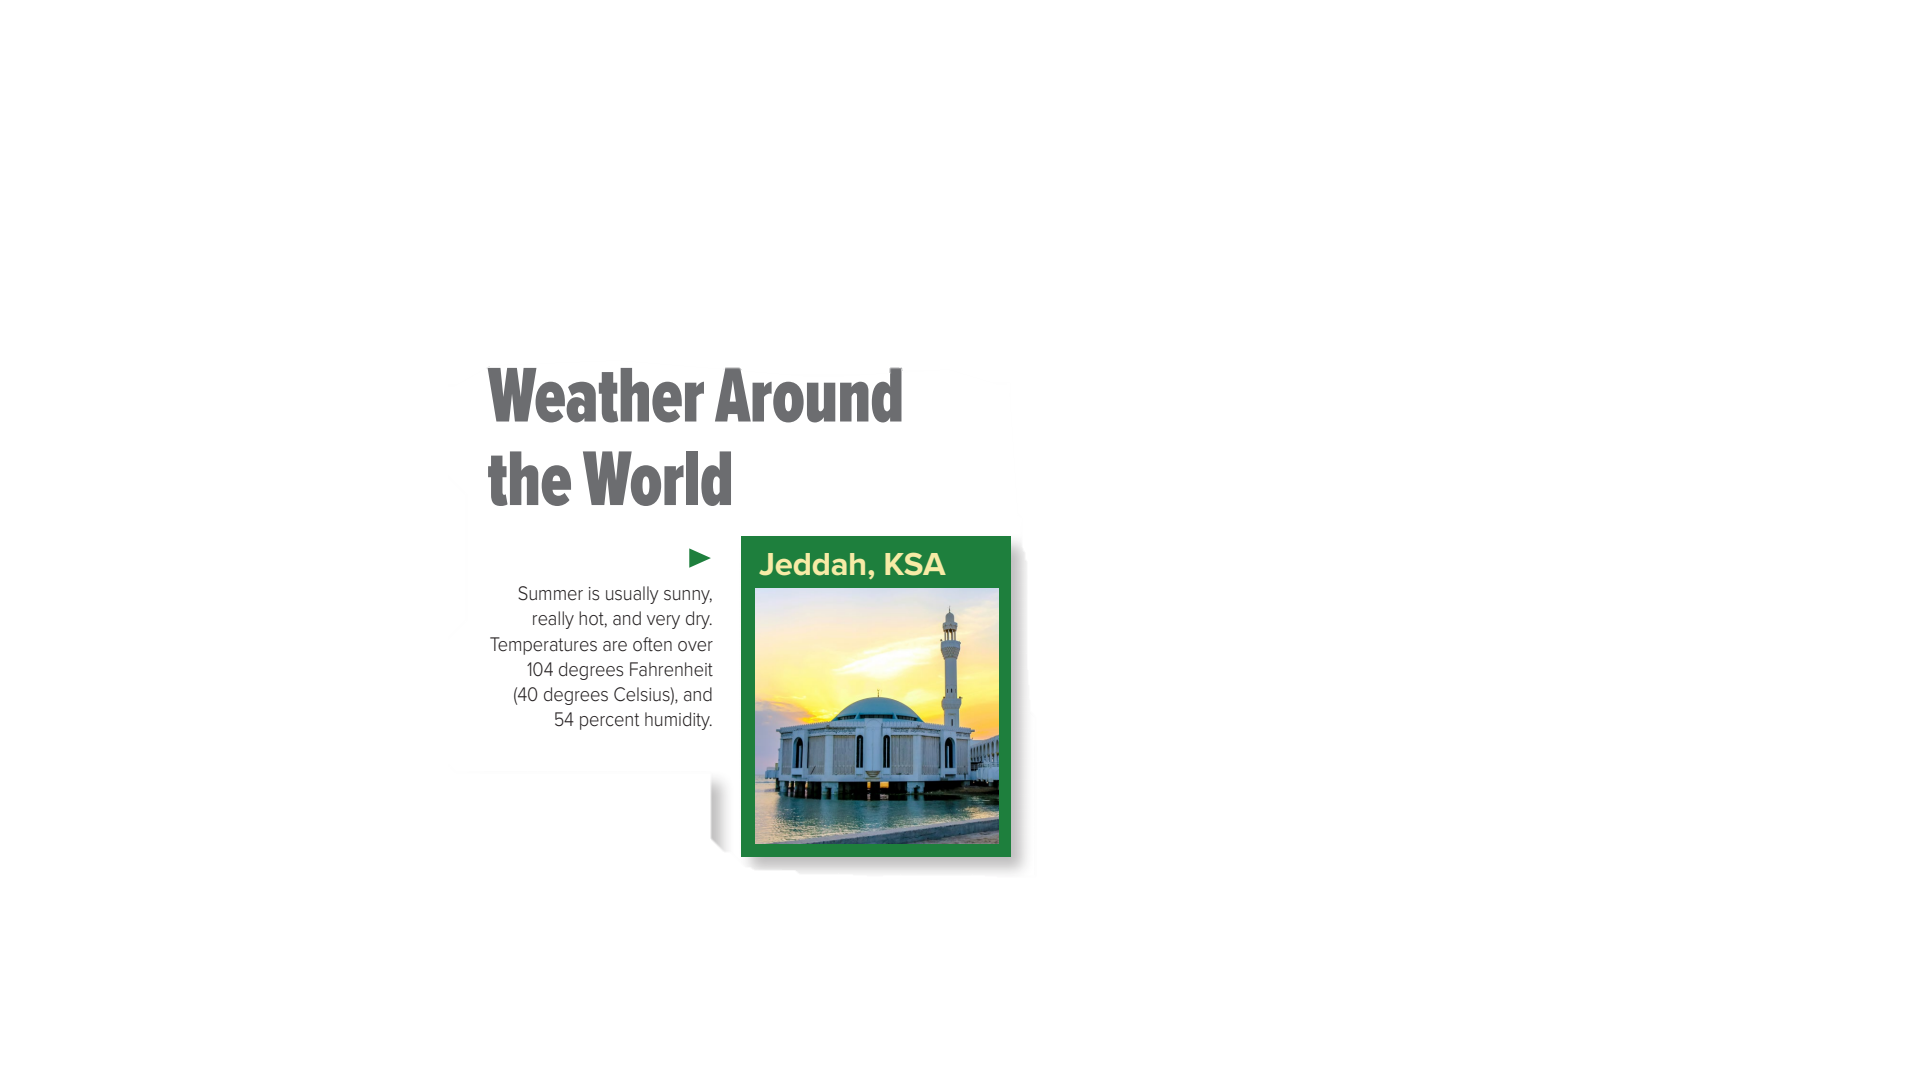 Weather Around
the World
Jeddah, KSA
Summer is usually sunny,
really hot, and very dry.
Temperatures are often over
104 degrees Fahrenheit
(40 degrees Celsius), and
54 percent humidity.